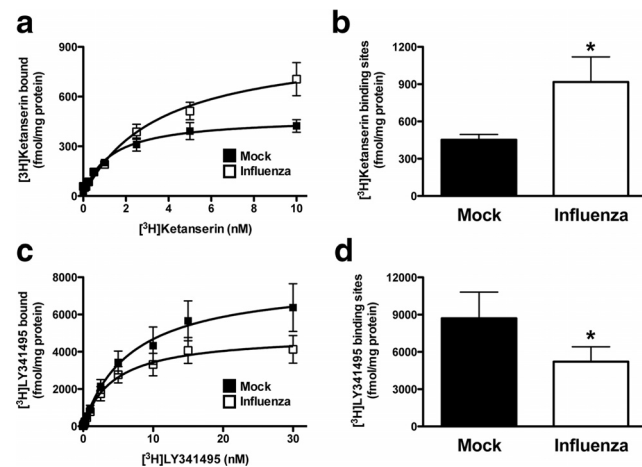 a
900
600
300
0
0
2
4
6
8
10
[3H]Ketanserin bound
(fmol/mg protein)
Mock
Influenza
[³H]Ketanserin (nM)
b
1200
900
600
300
0
[³H]Ketanserin binding sites
(fmol/mg protein)
*
Mock
Influenza
c
8000
6000
4000
2000
0
0
10
20
30
[³H]LY341495 bound
(fmol/mg protein)
Mock
Influenza
[³H]LY341495 (nM)
d
12000
9000
6000
3000
0
[³H]LY341495 binding sites
(fmol/mg protein)
*
Mock
Influenza